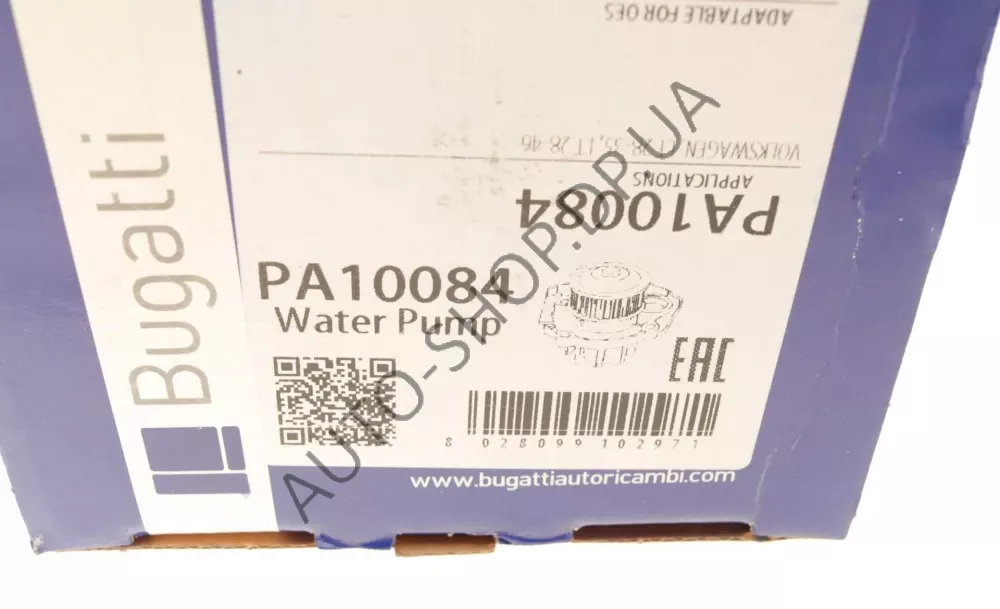 ADAPTABLE FOR OES
VOLKSWAGEN LT 28-35, LT 28-46
APPLICATIONS
PA10084
PA10084
Water Pump
EAC
8 028099 102971
www.bugattiautoricambi.com
Bugatti
AUTO-SHOP.DP.UA